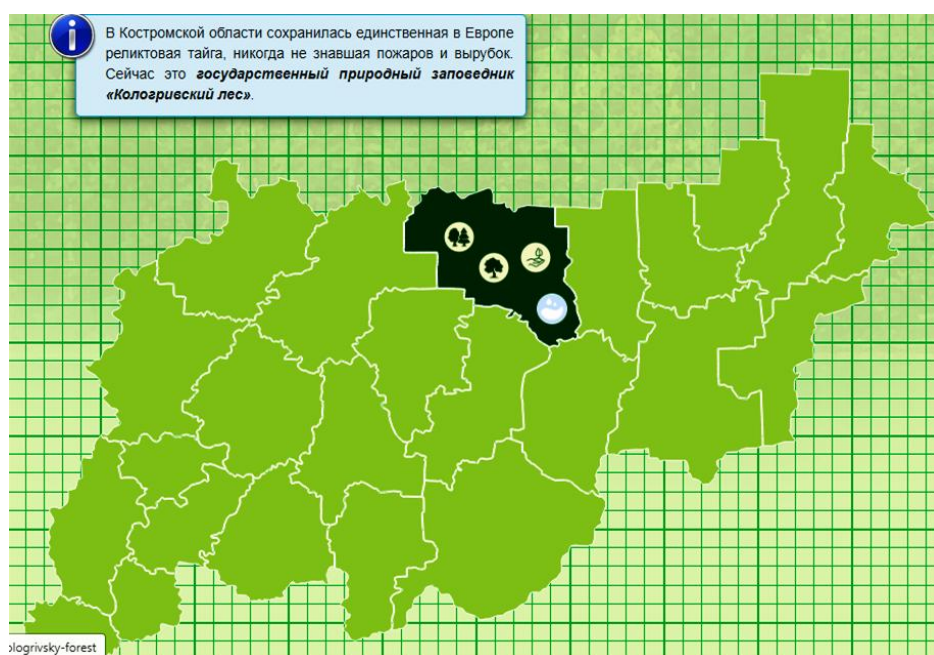 В Костромской области сохранилась единственная в Европе
реликтовая тайга, никогда не знавшая пожаров и вырубок.
Сейчас это государственный природный заповедник
«Кологривский лес».
ologrivsky-forest